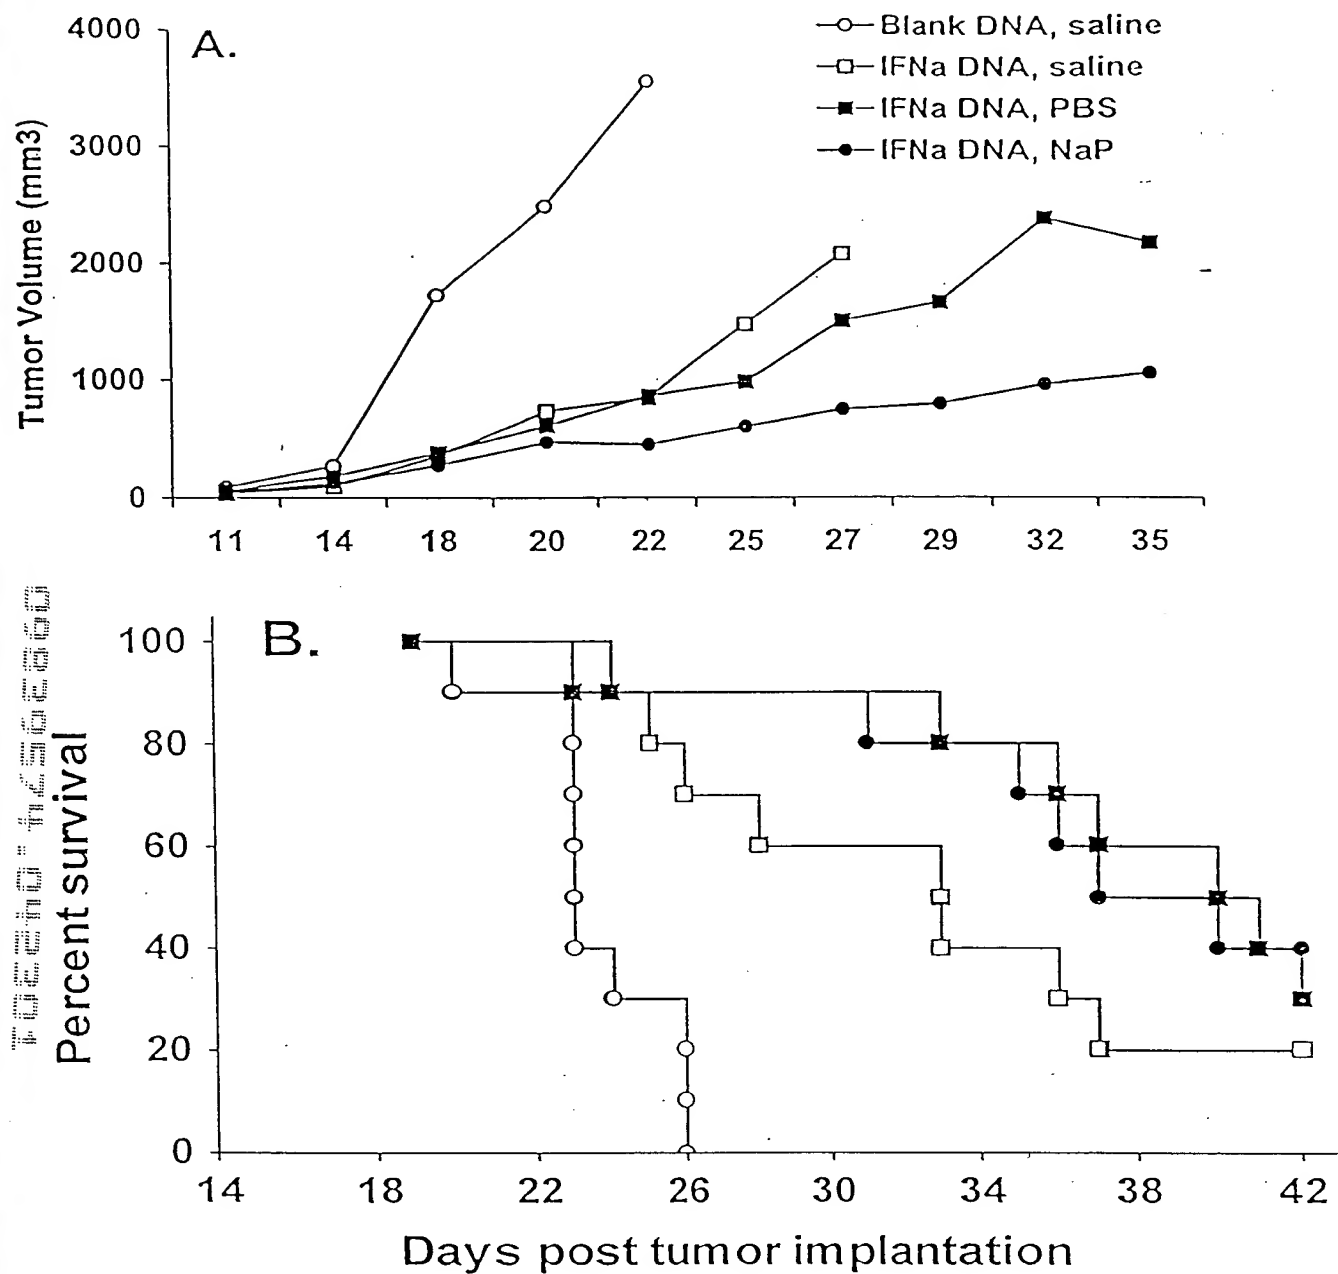 A.
Blank DNA, saline
IFNa DNA, saline
IFNa DNA, PBS
IFNa DNA, NaP
Tumor Volume (mm3)
4000
3000
2000
1000
0
11 14 18 20 22 25 27 29 32 35
B.
Percent survival
100
80
60
40
20
0
14 18 22 26 30 34 38 42
Days post tumor implantation